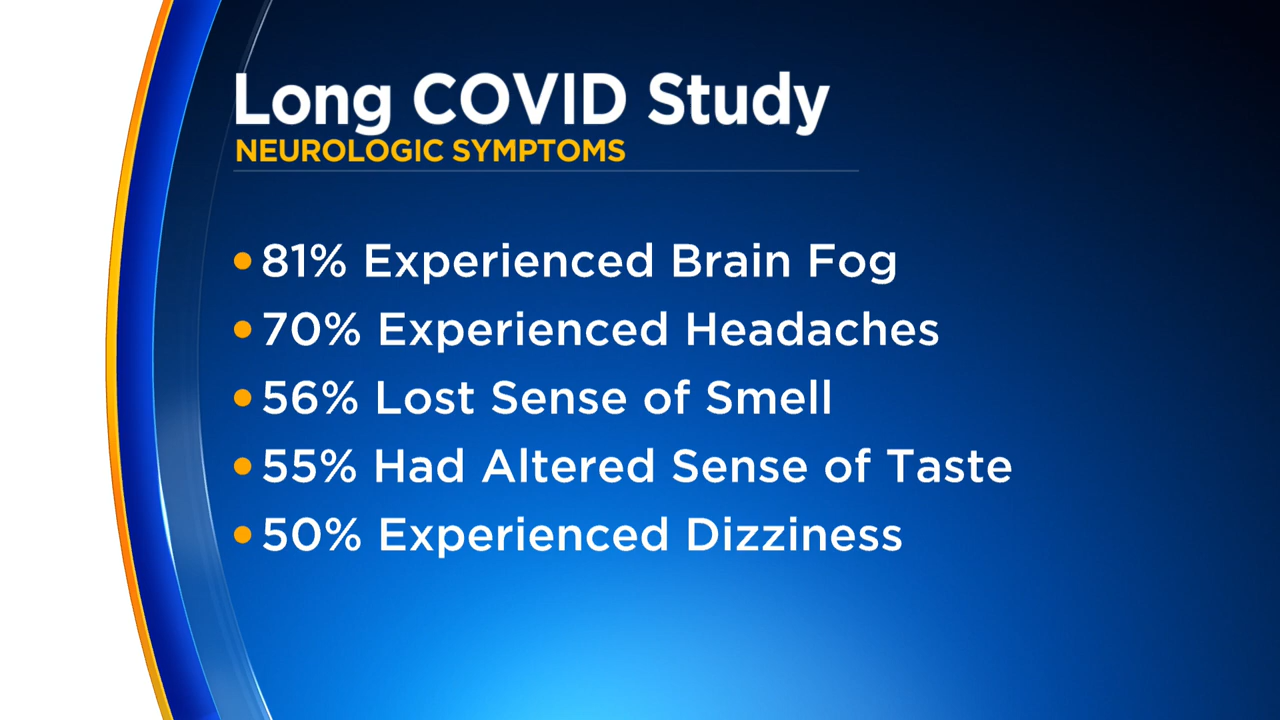 Long COVID Study
NEUROLOGIC SYMPTOMS
• 81% Experienced Brain Fog
• 70% Experienced Headaches
• 56% Lost Sense of Smell
• 55% Had Altered Sense of Taste
• 50% Experienced Dizziness